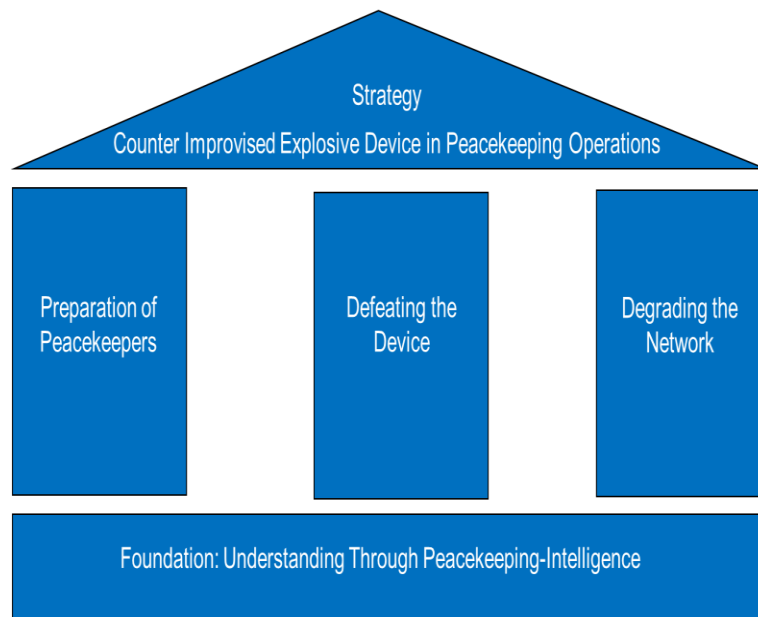 Strategy
Counter Improvised Explosive Device in Peacekeeping Operations
Preparation of
Peacekeepers
Defeating the
Device
Degrading the
Network
Foundation: Understanding Through Peacekeeping-Intelligence